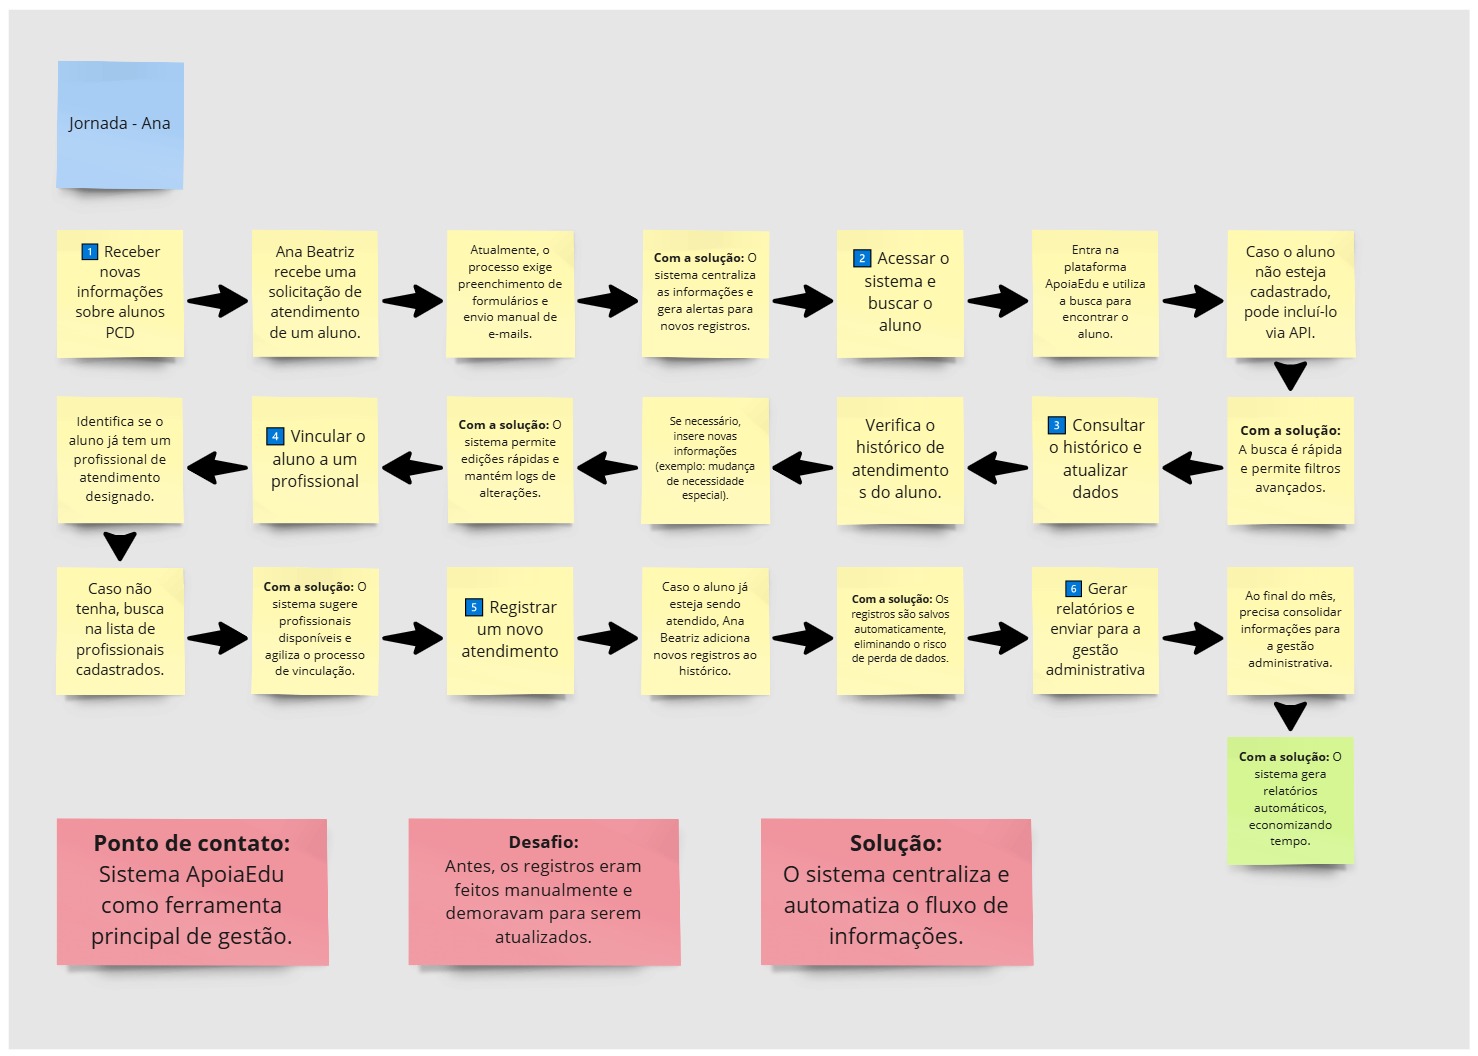 Jornada - Ana
1 Receber
novas
informações
sobre alunos
PCD
Ana Beatriz
recebe uma
solicitação de
atendimento
de um aluno.
Atualmente, o
processo exige
preenchimento de
formulários e
envio manual de
e-mails.
Com a solução: O
sistema centraliza
as informações e
gera alertas para
novos registros.
2 Acessar o
sistema e
buscar o
aluno
Entra na
plataforma
ApoiaEdu e utiliza
a busca para
encontrar o
aluno.
Caso o aluno
não esteja
cadastrado,
pode incluí-lo
via API.
Com a solução:
A busca é rápida
e permite filtros
avançados.
3 Consultar
o histórico e
atualizar
dados
Verifica o
histórico de
atendimento
s do aluno.
Se necessário,
insere novas
informações
(exemplo: mudança
de necessidade
especial).
Com a solução: O
sistema permite
edições rápidas e
mantém logs de
alterações.
4 Vincular o
aluno a um
profissional
Identifica se o
aluno já tem um
profissional de
atendimento
designado.
Caso não
tenha, busca
na lista de
profissionais
cadastrados.
Com a solução: O
sistema sugere
profissionais
disponíveis e
agiliza o processo
de vinculação.
5 Registrar
um novo
atendimento
Caso o aluno já
esteja sendo
atendido, Ana
Beatriz adiciona
novos registros ao
histórico.
Com a solução: Os
registros são salvos
automaticamente,
eliminando o risco
de perda de dados.
6 Gerar
relatórios e
enviar para a
gestão
administrativa
Ao final do mês,
precisa consolidar
informações para
a gestão
administrativa.
Com a solução: O
sistema gera
relatórios
automáticos,
economizando
tempo.
Ponto de contato:
Sistema ApoiaEdu
como ferramenta
principal de gestão.
Desafio:
Antes, os registros eram
feitos manualmente e
demoravam para serem
atualizados.
Solução:
O sistema centraliza e
automatiza o fluxo de
informações.